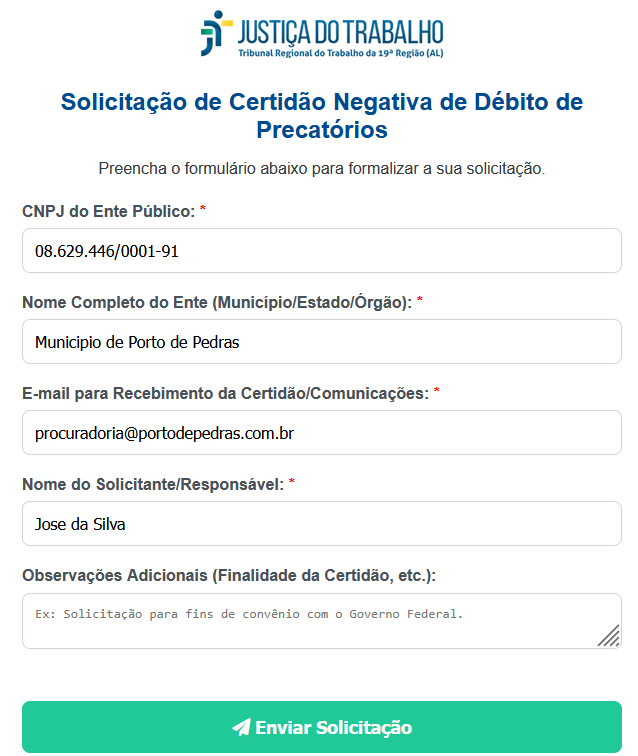 JUSTIÇA DO TRABALHO
Tribunal Regional do Trabalho da 19ª Região (AL)
Solicitação de Certidão Negativa de Débito de
Precatórios
Preencha o formulário abaixo para formalizar a sua solicitação.
CNPJ do Ente Público: *
08.629.446/0001-91
Nome Completo do Ente (Município/Estado/Órgão): *
Municipio de Porto de Pedras
E-mail para Recebimento da Certidão/Comunicações: *
procuradoria@portodepedras.com.br
Nome do Solicitante/Responsável: *
Jose da Silva
Observações Adicionais (Finalidade da Certidão, etc.):
Ex: Solicitação para fins de convênio com o Governo Federal.
Enviar Solicitação